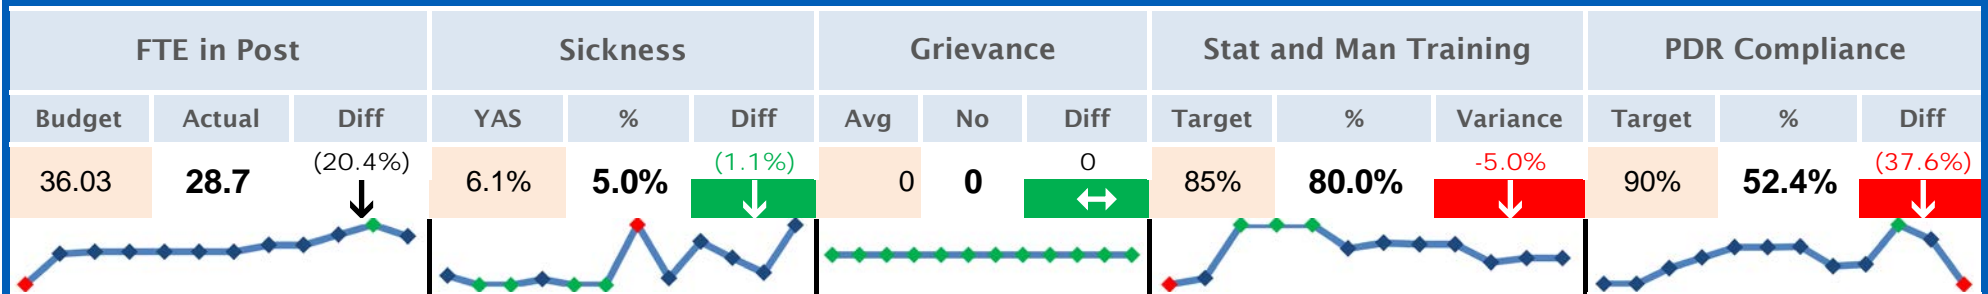 FTE in Post Sickness Grievance Stat and Man Training PDR Compliance
Budget Actual Diff YAS % Diff Avg No Diff Target % Variance Target % Diff
36.03 28.7 (20.4%) 6.1% 5.0% (1.1%) 0 0 0 85% 80.0% -5.0% 90% 52.4% (37.6%)